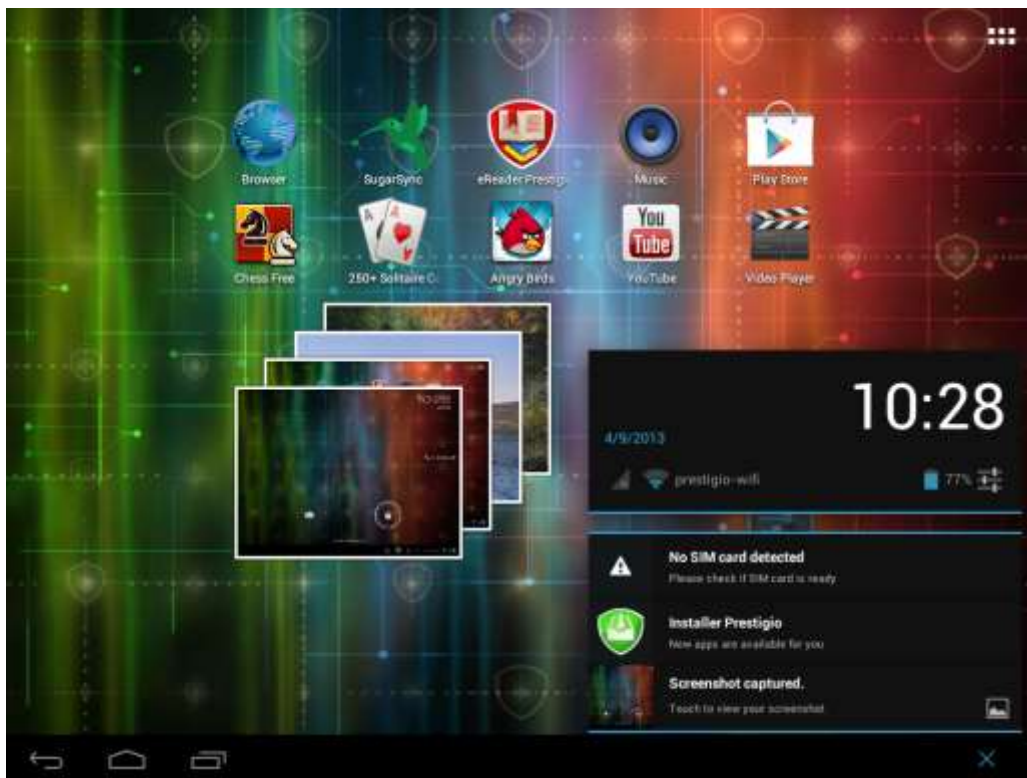 Browser
SugarSync
eReader Prestigi
Music
Play Store
Chess Free
250+ Solitaire C
Angry Birds
You
Tube
YouTube
Video Player
10:28
4/9/2013
prestigio-wifi
77%
No SIM card detected
Please check if SIM card is ready
Installer Prestigio
New apps are available for you
Screenshot captured.
Touch to view your screenshot